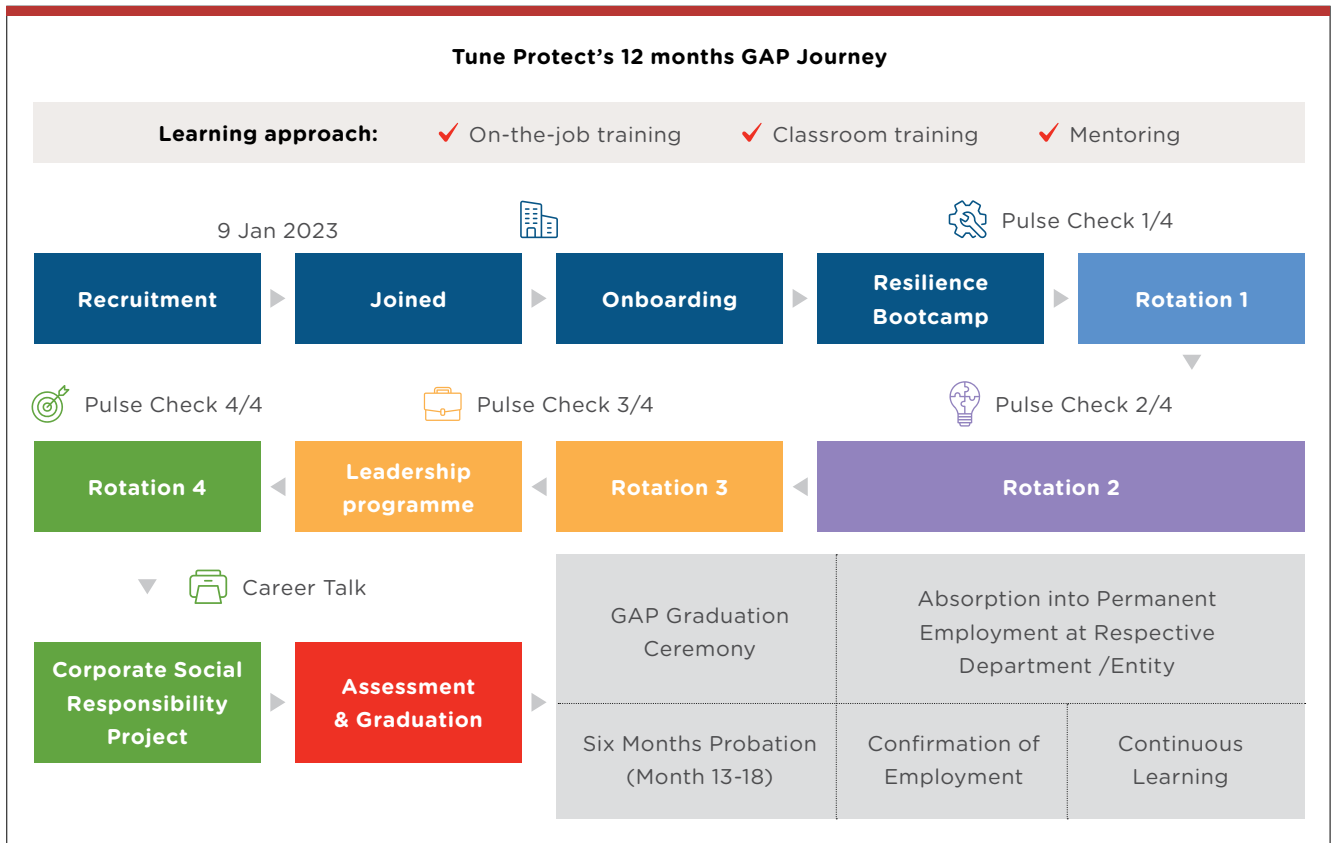 Tune Protect's 12 months GAP Journey
Learning approach: On-the-job training Classroom training Mentoring
9 Jan 2023
Pulse Check 1/4
Recruitment
Joined
Onboarding
Resilience
Bootcamp
Rotation 1
Pulse Check 4/4
Pulse Check 3/4
Pulse Check 2/4
Rotation 4
Leadership
programme
Rotation 3
Rotation 2
Career Talk
Corporate Social
Responsibility
Project
Assessment
& Graduation
GAP Graduation
Ceremony
Absorption into Permanent
Employment at Respective
Department /Entity
Six Months Probation
(Month 13-18)
Confirmation of
Employment
Continuous
Learning